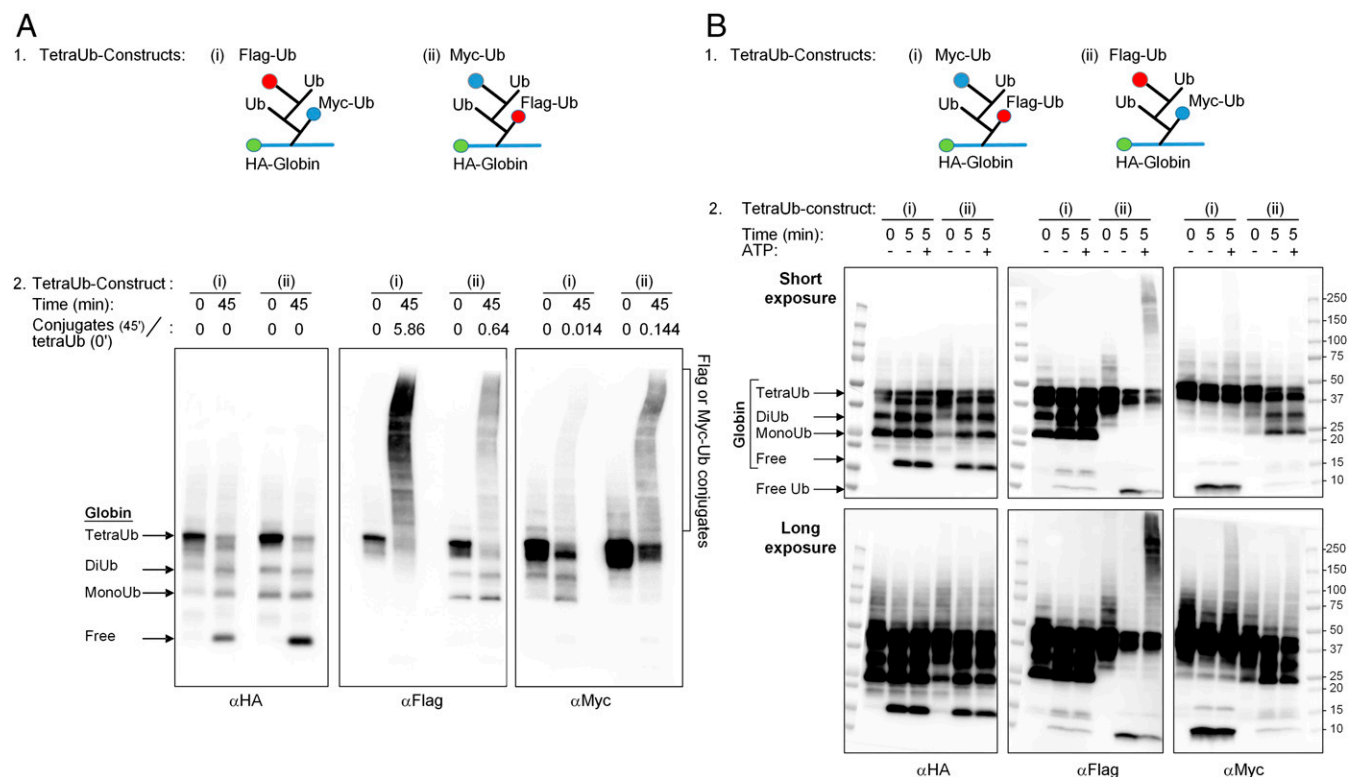 A
1. TetraUb-Constructs: (i) Flag-Ub (ii) Myc-Ub
Ub Ub
Ub Myc-Ub Ub Flag-Ub
HA-Globin HA-Globin
2. TetraUb-Construct : (i) (ii) (i) (ii) (i) (ii)
Time (min): 0 45 0 45 0 45 0 45 0 45 0 45
Conjugates (45')/ tetraUb (0') : 0 0 0 0 0 5.86 0 0.64 0 0.014 0 0.144
Flag or Myc-Ub conjugates
Globin
TetraUb
DiUb
MonoUb
Free
αHA αFlag αMyc
B
1. TetraUb-Constructs: (i) Myc-Ub (ii) Flag-Ub
Ub Ub
Ub Flag-Ub Ub Myc-Ub
HA-Globin HA-Globin
2. TetraUb-construct: (i) (ii) (i) (ii) (i) (ii)
Time (min): 0 5 5 0 5 5 0 5 5 0 5 5 0 5 5 0 5 5
ATP: - - + - - + - - + - - + - - + - - +
Short exposure
Globin
TetraUb
DiUb
MonoUb
Free
Free Ub
250
150
100
75
50
37
25
20
15
10
Long exposure
250
150
100
75
50
37
25
20
15
10
αHA αFlag αMyc